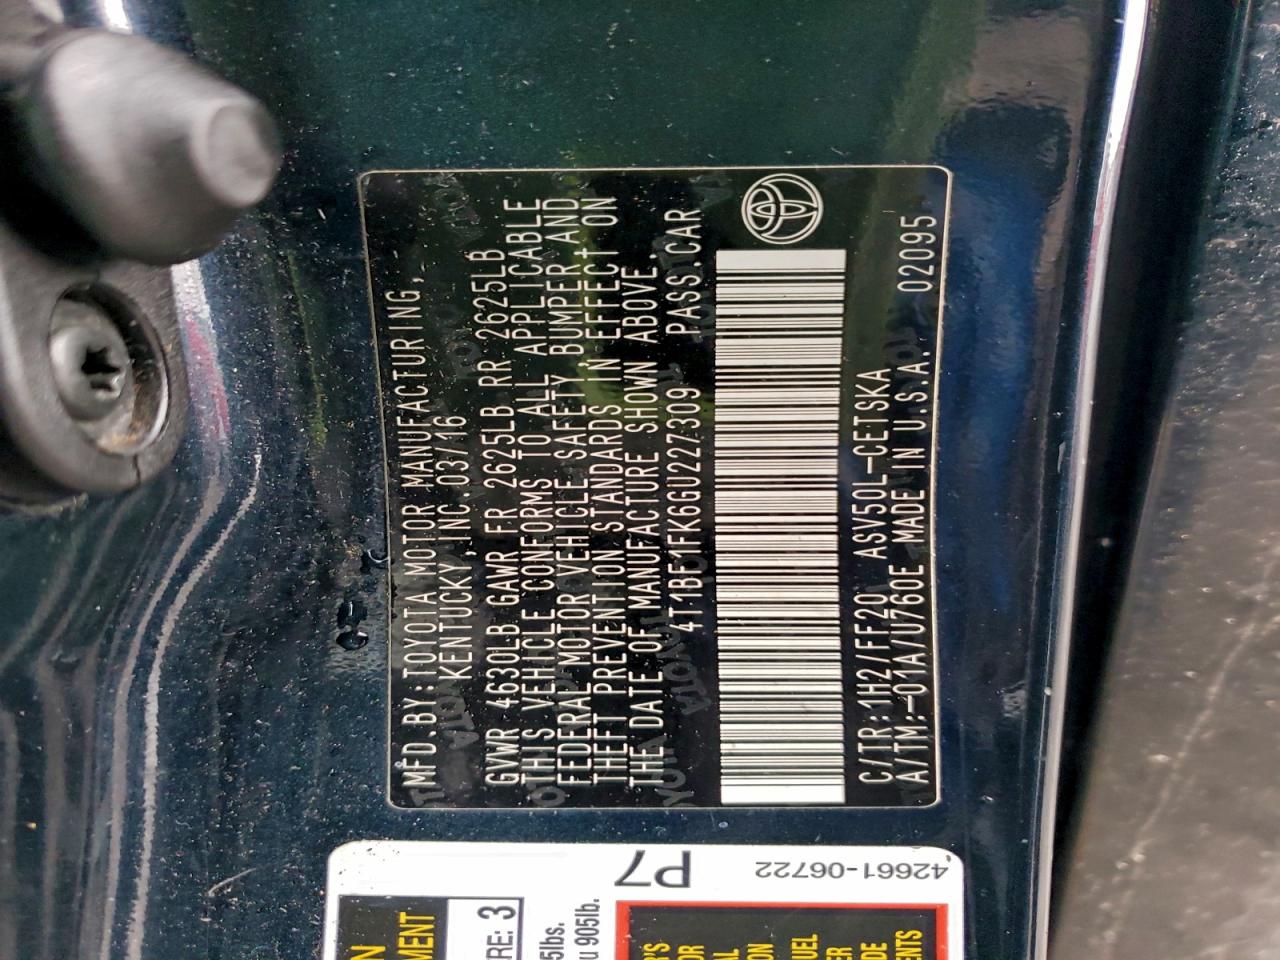 MFD.BY:TOYOTA MOTOR MANUFACTURING,
KENTUCKY,INC.03/16
GVWR 4630LB GAWR FR 2625LB RR 2625LB
THIS VEHICLE CONFORMS TO ALL APPLICABLE
FEDERAL MOTOR VEHICLE SAFETY,BUMPER,AND
THEFT PREVENTION STANDARDS IN EFFECT ON
THE DATE OF MANUFACTURE SHOWN ABOVE.
4T1BF1FK6GU227309 PASS.CAR
C/TR:1H2/FF20 ASV50L-CETSKA
A/TM:-01A/U760E MADE IN U.S.A. 02095
P7
42661-06722
3
905lb.